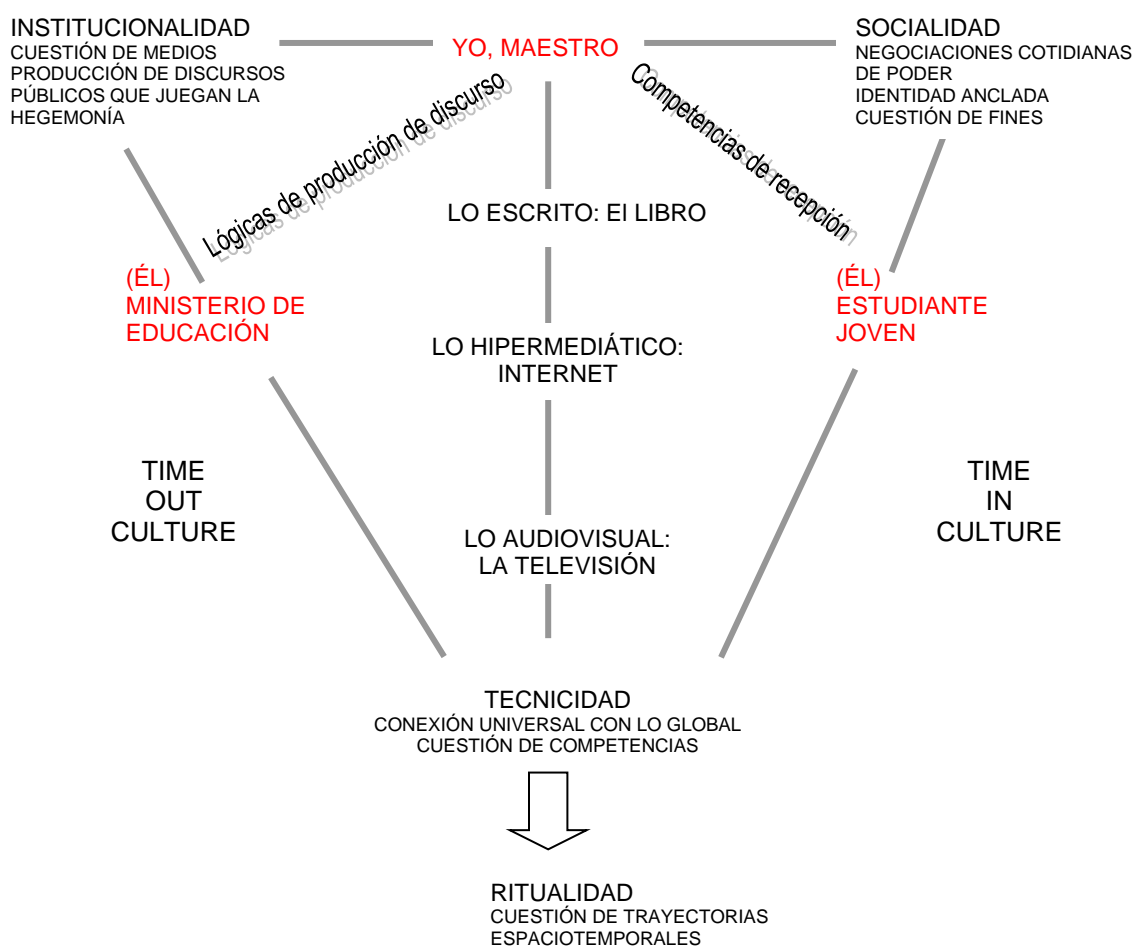 INSTITUCIONALIDAD
CUESTIÓN DE MEDIOS
PRODUCCIÓN DE DISCURSOS
PÚBLICOS QUE JUEGAN LA
HEGEMONÍA
YO, MAESTRO
SOCIALIDAD
NEGOCIACIONES COTIDIANAS
DE PODER
IDENTIDAD ANCLADA
CUESTIÓN DE FINES
Lógicas de producción de discurso
Competencias de recepción
LO ESCRITO: El LIBRO
(ÉL)
MINISTERIO DE
EDUCACIÓN
(ÉL)
ESTUDIANTE
JOVEN
LO HIPERMEDIÁTICO:
INTERNET
TIME
OUT
CULTURE
TIME
IN
CULTURE
LO AUDIOVISUAL:
LA TELEVISIÓN
TECNICIDAD
CONEXIÓN UNIVERSAL CON LO GLOBAL
CUESTIÓN DE COMPETENCIAS
RITUALIDAD
CUESTIÓN DE TRAYECTORIAS
ESPACIOTEMPORALES